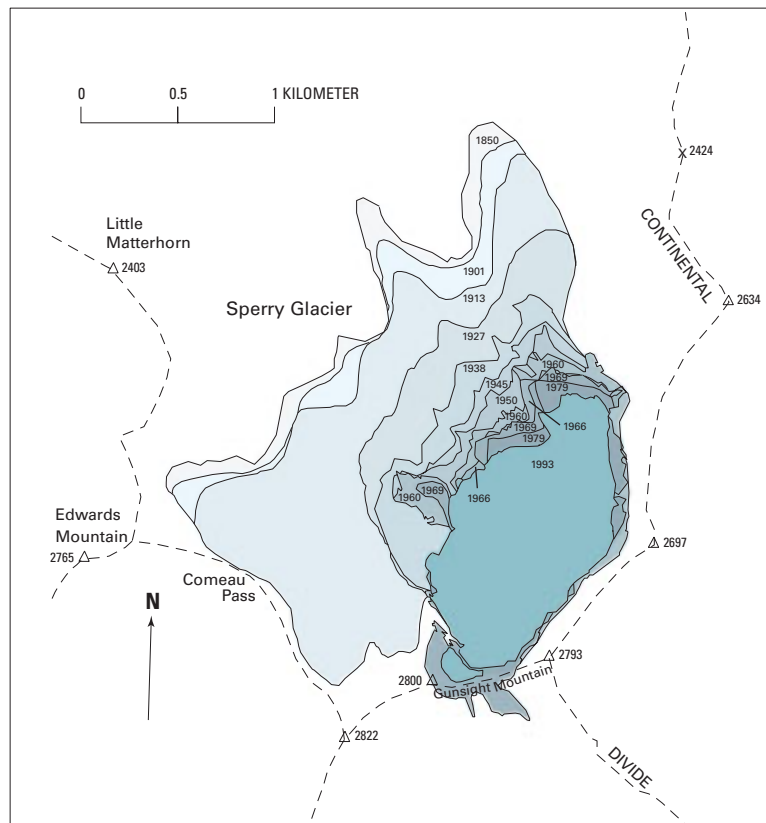 0 0.5 1 KILOMETER
1850
2424
CONTINENTAL
Little
Matterhorn
2403
1901
1913
2634
Sperry Glacier
1927
1938
1960
1969
1979
1945
1950
1960
1969
1966
1979
1993
1960
1969
1966
Edwards
Mountain
2765
2697
Comeau
Pass
N
2793
2800
Gunsight Mountain
2822
DIVIDE